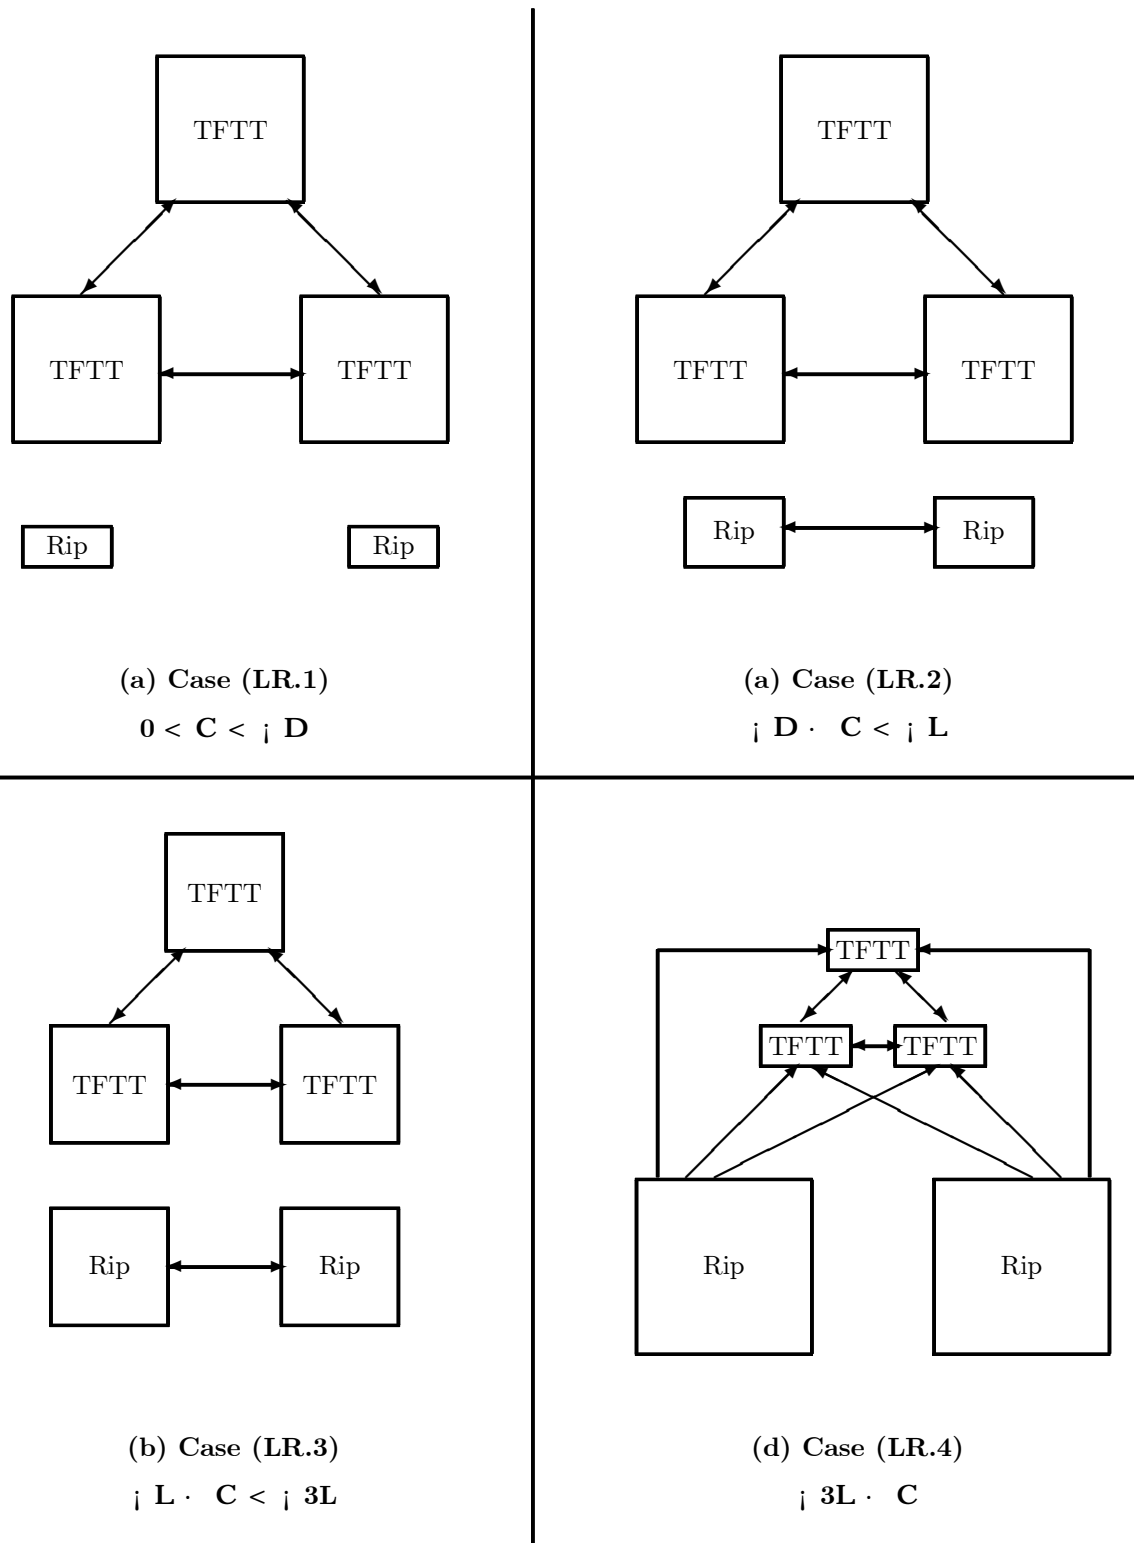 TFTT
TFTT TFTT
Rip Rip
(a) Case (LR.1)
0 < C < ¡ D
TFTT
TFTT TFTT
Rip Rip
(a) Case (LR.2)
¡ D · C < ¡ L
TFTT
TFTT TFTT
Rip Rip
(b) Case (LR.3)
¡ L · C < ¡ 3L
TFTT
TFTT TFTT
Rip Rip
(d) Case (LR.4)
¡ 3L · C